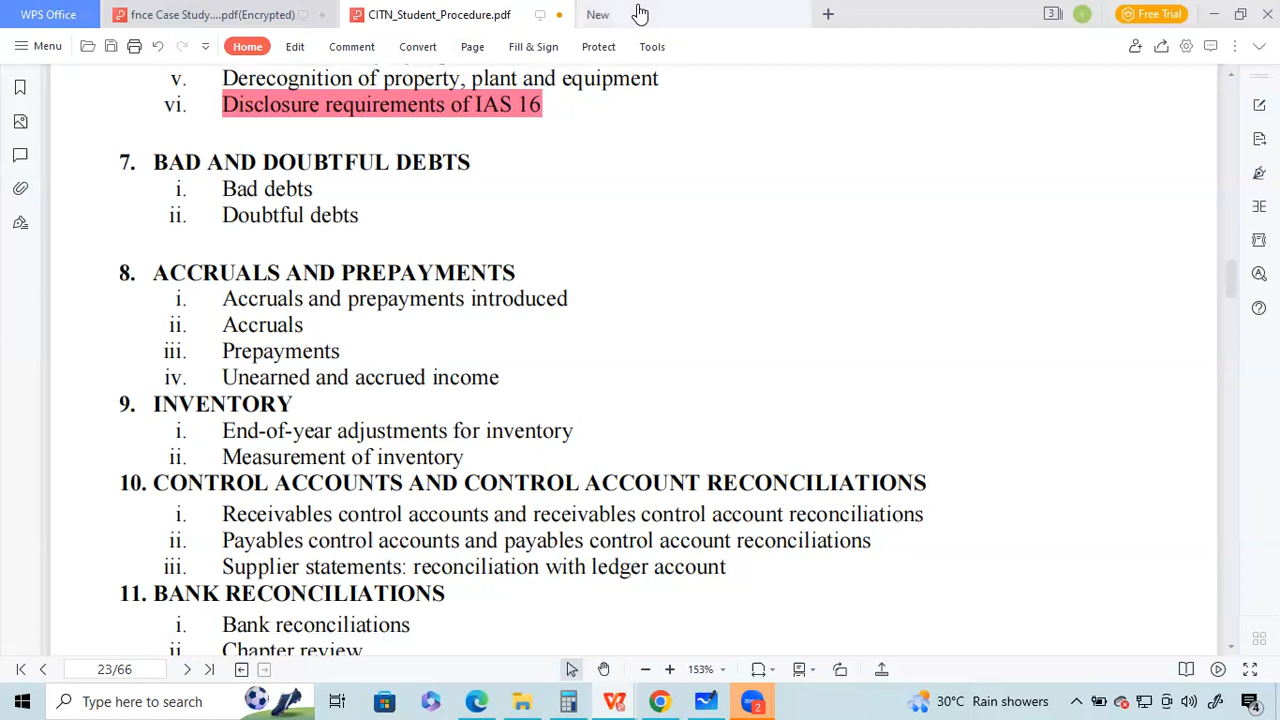 WPS Office
fnce Case Study....pdf(Encrypted)
CITN_Student_Procedure.pdf
New
3
Free Trial
Menu
Home
Edit
Comment
Convert
Page
Fill & Sign
Protect
Tools
v. Derecognition of property, plant and equipment
vi. Disclosure requirements of IAS 16
7. BAD AND DOUBTFUL DEBTS
i. Bad debts
ii. Doubtful debts
8. ACCRUALS AND PREPAYMENTS
i. Accruals and prepayments introduced
ii. Accruals
iii. Prepayments
iv. Unearned and accrued income
9. INVENTORY
i. End-of-year adjustments for inventory
ii. Measurement of inventory
10. CONTROL ACCOUNTS AND CONTROL ACCOUNT RECONCILIATIONS
i. Receivables control accounts and receivables control account reconciliations
ii. Payables control accounts and payables control account reconciliations
iii. Supplier statements: reconciliation with ledger account
11. BANK RECONCILIATIONS
i. Bank reconciliations
ii. Chapter review
23/66
153%
Type here to search
2
30°C Rain showers
4